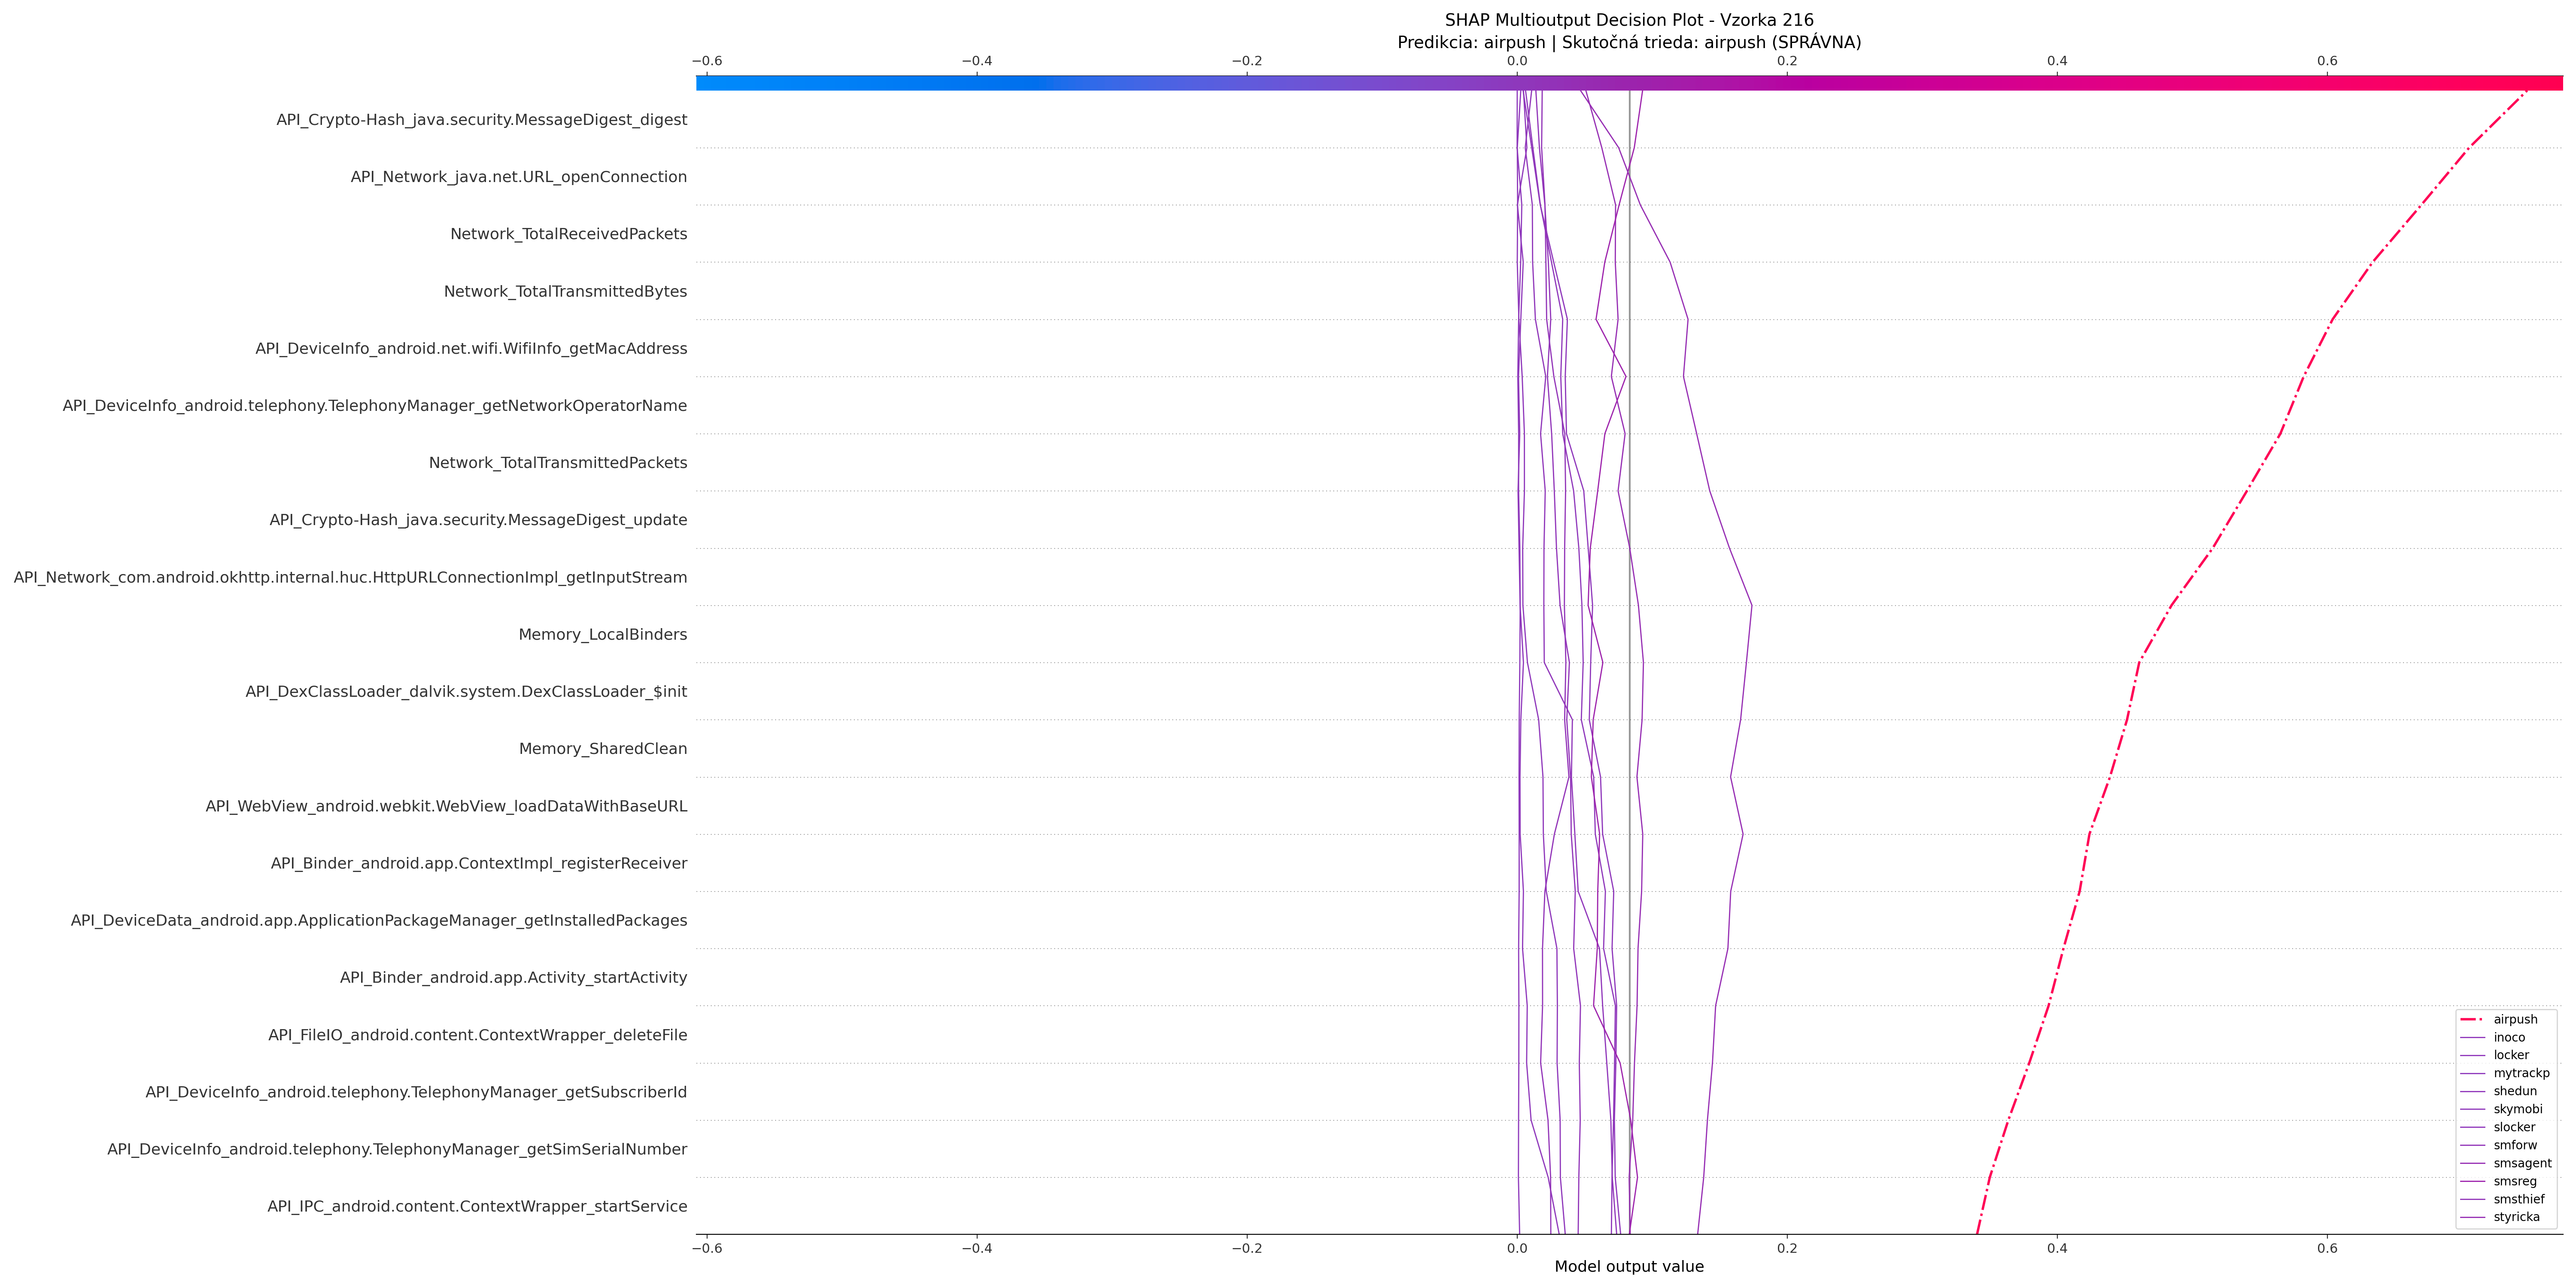 SHAP Multioutput Decision Plot - Vzorka 216
Predikcia: airpush | Skutočná trieda: airpush (SPRÁVNA)
−0.6 −0.4 −0.2 0.0 0.2 0.4 0.6
API_Crypto-Hash_java.security.MessageDigest_digest
API_Network_java.net.URL_openConnection
Network_TotalReceivedPackets
Network_TotalTransmittedBytes
API_DeviceInfo_android.net.wifi.WifiInfo_getMacAddress
API_DeviceInfo_android.telephony.TelephonyManager_getNetworkOperatorName
Network_TotalTransmittedPackets
API_Crypto-Hash_java.security.MessageDigest_update
API_Network_com.android.okhttp.internal.huc.HttpURLConnectionImpl_getInputStream
Memory_LocalBinders
API_DexClassLoader_dalvik.system.DexClassLoader_$init
Memory_SharedClean
API_WebView_android.webkit.WebView_loadDataWithBaseURL
API_Binder_android.app.ContextImpl_registerReceiver
API_DeviceData_android.app.ApplicationPackageManager_getInstalledPackages
API_Binder_android.app.Activity_startActivity
API_FileIO_android.content.ContextWrapper_deleteFile
API_DeviceInfo_android.telephony.TelephonyManager_getSubscriberId
API_DeviceInfo_android.telephony.TelephonyManager_getSimSerialNumber
API_IPC_android.content.ContextWrapper_startService
airpush
inoco
locker
mytrackp
shedun
skymobi
slocker
smforw
smsagent
smsreg
smsthief
styricka
−0.6 −0.4 −0.2 0.0 0.2 0.4 0.6
Model output value